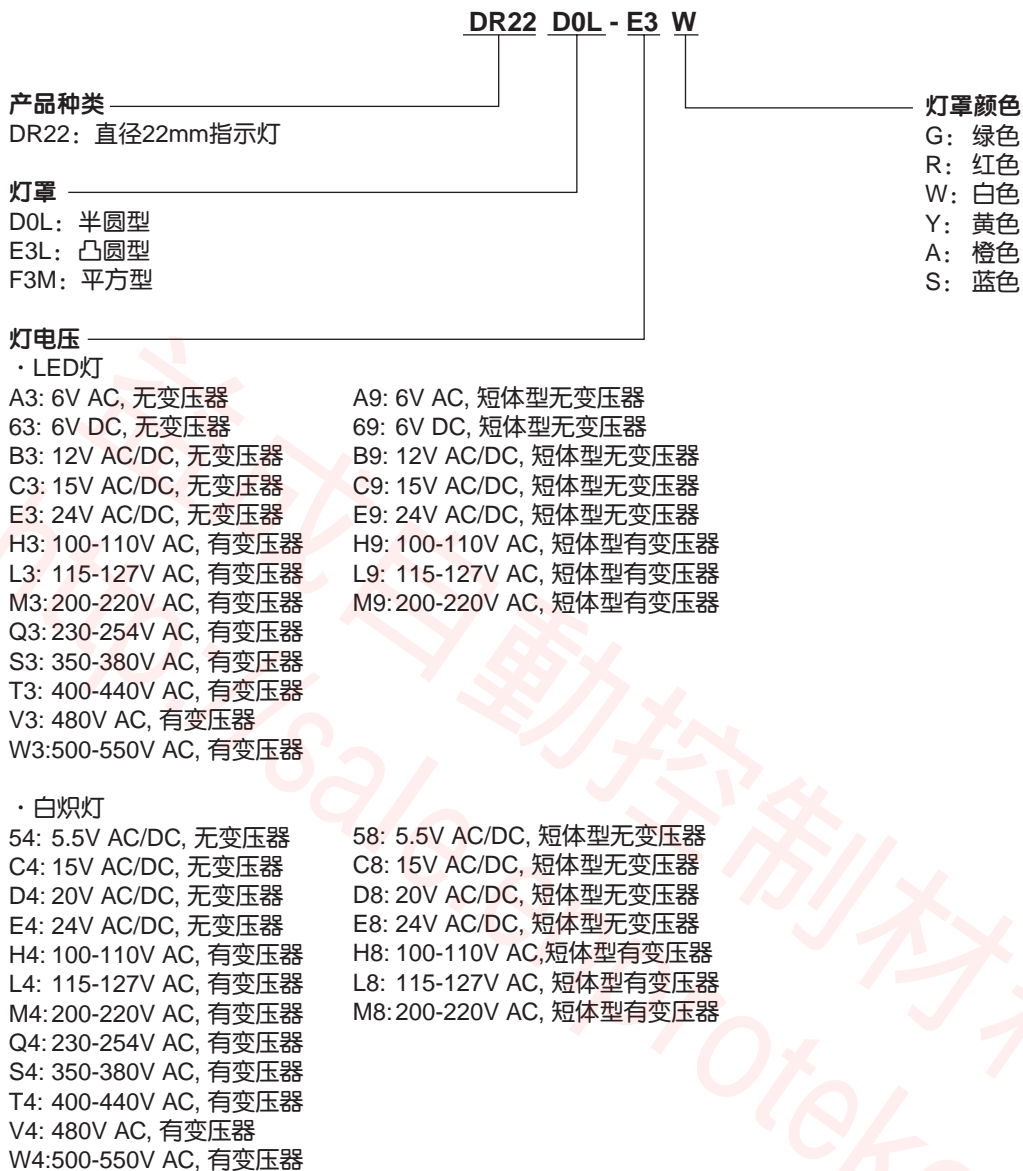 DR22 D0L - E3 W
产品种类
DR22：直径22mm指示灯
灯罩
D0L：半圆型
E3L：凸圆型
F3M：平方型
灯罩颜色
G：绿色
R：红色
W：白色
Y：黄色
A：橙色
S：蓝色
灯电压
・LED灯
A3: 6V AC, 无变压器
63: 6V DC, 无变压器
B3: 12V AC/DC, 无变压器
C3: 15V AC/DC, 无变压器
E3: 24V AC/DC, 无变压器
H3: 100-110V AC, 有变压器
L3: 115-127V AC, 有变压器
M3:200-220V AC, 有变压器
Q3: 230-254V AC, 有变压器
S3: 350-380V AC, 有变压器
T3: 400-440V AC, 有变压器
V3: 480V AC, 有变压器
W3:500-550V AC, 有变压器
A9: 6V AC, 短体型无变压器
69: 6V DC, 短体型无变压器
B9: 12V AC/DC, 短体型无变压器
C9: 15V AC/DC, 短体型无变压器
E9: 24V AC/DC, 短体型无变压器
H9: 100-110V AC, 短体型有变压器
L9: 115-127V AC, 短体型有变压器
M9:200-220V AC, 短体型有变压器
・白炽灯
54: 5.5V AC/DC, 无变压器
C4: 15V AC/DC, 无变压器
D4: 20V AC/DC, 无变压器
E4: 24V AC/DC, 无变压器
H4: 100-110V AC, 有变压器
L4: 115-127V AC, 有变压器
M4:200-220V AC, 有变压器
Q4: 230-254V AC, 有变压器
S4: 350-380V AC, 有变压器
T4: 400-440V AC, 有变压器
V4: 480V AC, 有变压器
W4:500-550V AC, 有变压器
58: 5.5V AC/DC, 短体型无变压器
C8: 15V AC/DC, 短体型无变压器
D8: 20V AC/DC, 短体型无变压器
E8: 24V AC/DC, 短体型无变压器
H8: 100-110V AC,短体型有变压器
L8: 115-127V AC, 短体型有变压器
M8:200-220V AC, 短体型有变压器